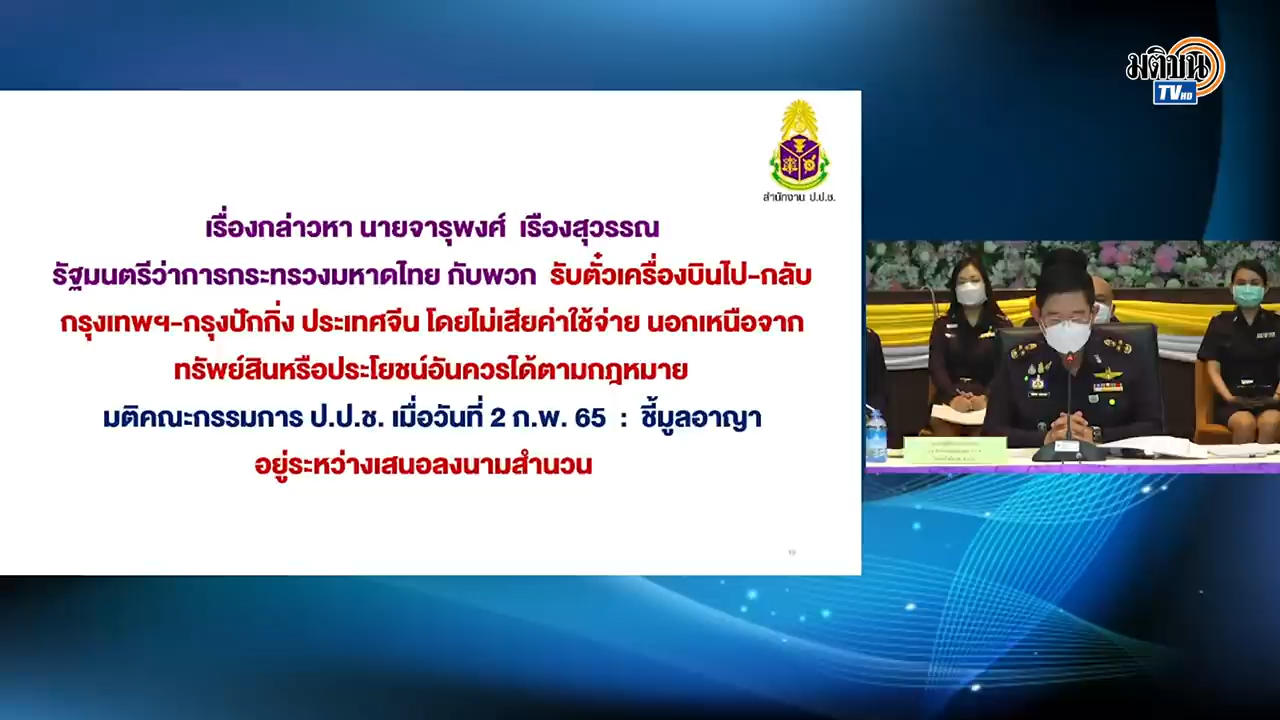 มติชน
TV HD
สำนักงาน ป.ป.ช.
เรื่องกล่าวหา นายจารุพงศ์ เรืองสุวรรณ
รัฐมนตรีว่าการกระทรวงมหาดไทย กับพวก รับตั๋วเครื่องบินไป-กลับ
กรุงเทพฯ-กรุงปักกิ่ง ประเทศจีน โดยไม่เสียค่าใช้จ่าย นอกเหนือจาก
ทรัพย์สินหรือประโยชน์อันควรได้ตามกฎหมาย
มติคณะกรรมการ ป.ป.ช. เมื่อวันที่ 2 ก.พ. 65 : ชี้มูลอาญา
อยู่ระหว่างเสนอลงนามสำนวน